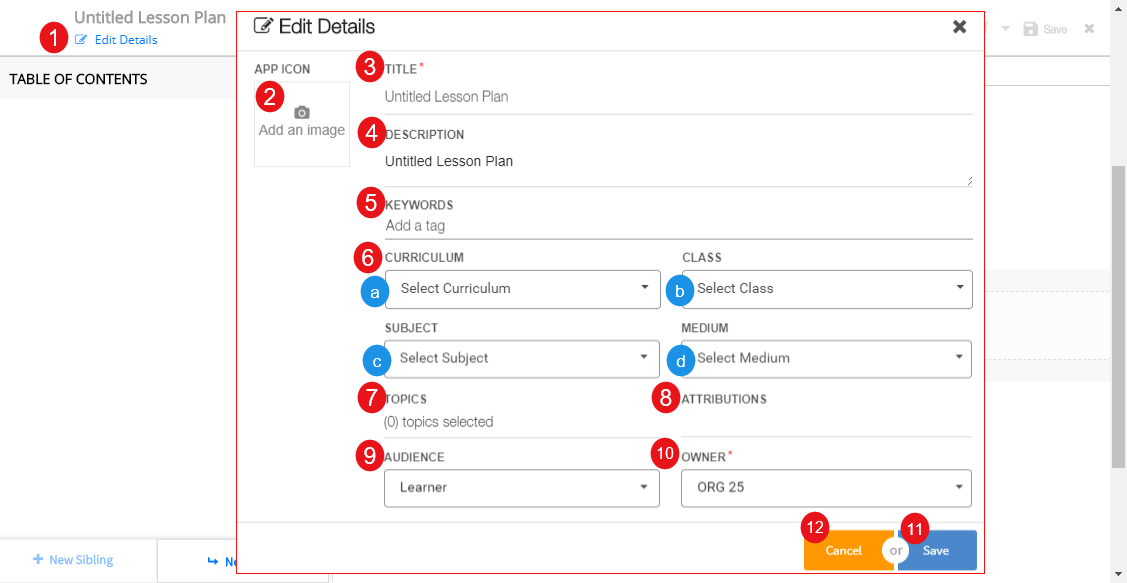 Untitled Lesson Plan
1 Edit Details
TABLE OF CONTENTS
Save
Edit Details
APP ICON
2
Add an image
3 TITLE*
Untitled Lesson Plan
4 DESCRIPTION
Untitled Lesson Plan
5 KEYWORDS
Add a tag
6 CURRICULUM CLASS
a Select Curriculum b Select Class
SUBJECT MEDIUM
c Select Subject d Select Medium
7 TOPICS 8 ATTRIBUTIONS
(0) topics selected
9 AUDIENCE 10 OWNER*
Learner ORG 25
12 11
Cancel or Save
+ New Sibling Ne